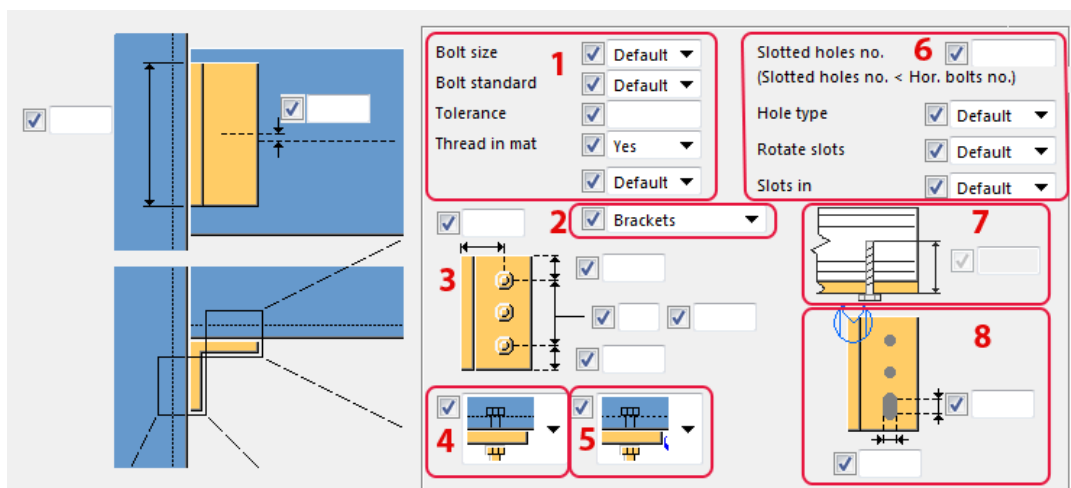 Bolt size
1
Default
Bolt standard
Default
Tolerance
Thread in mat
Yes
Default
Slotted holes no.
6
(Slotted holes no. < Hor. bolts no.)
Hole type
Default
Rotate slots
Default
Slots in
Default
2
Brackets
7
3
8
4
5